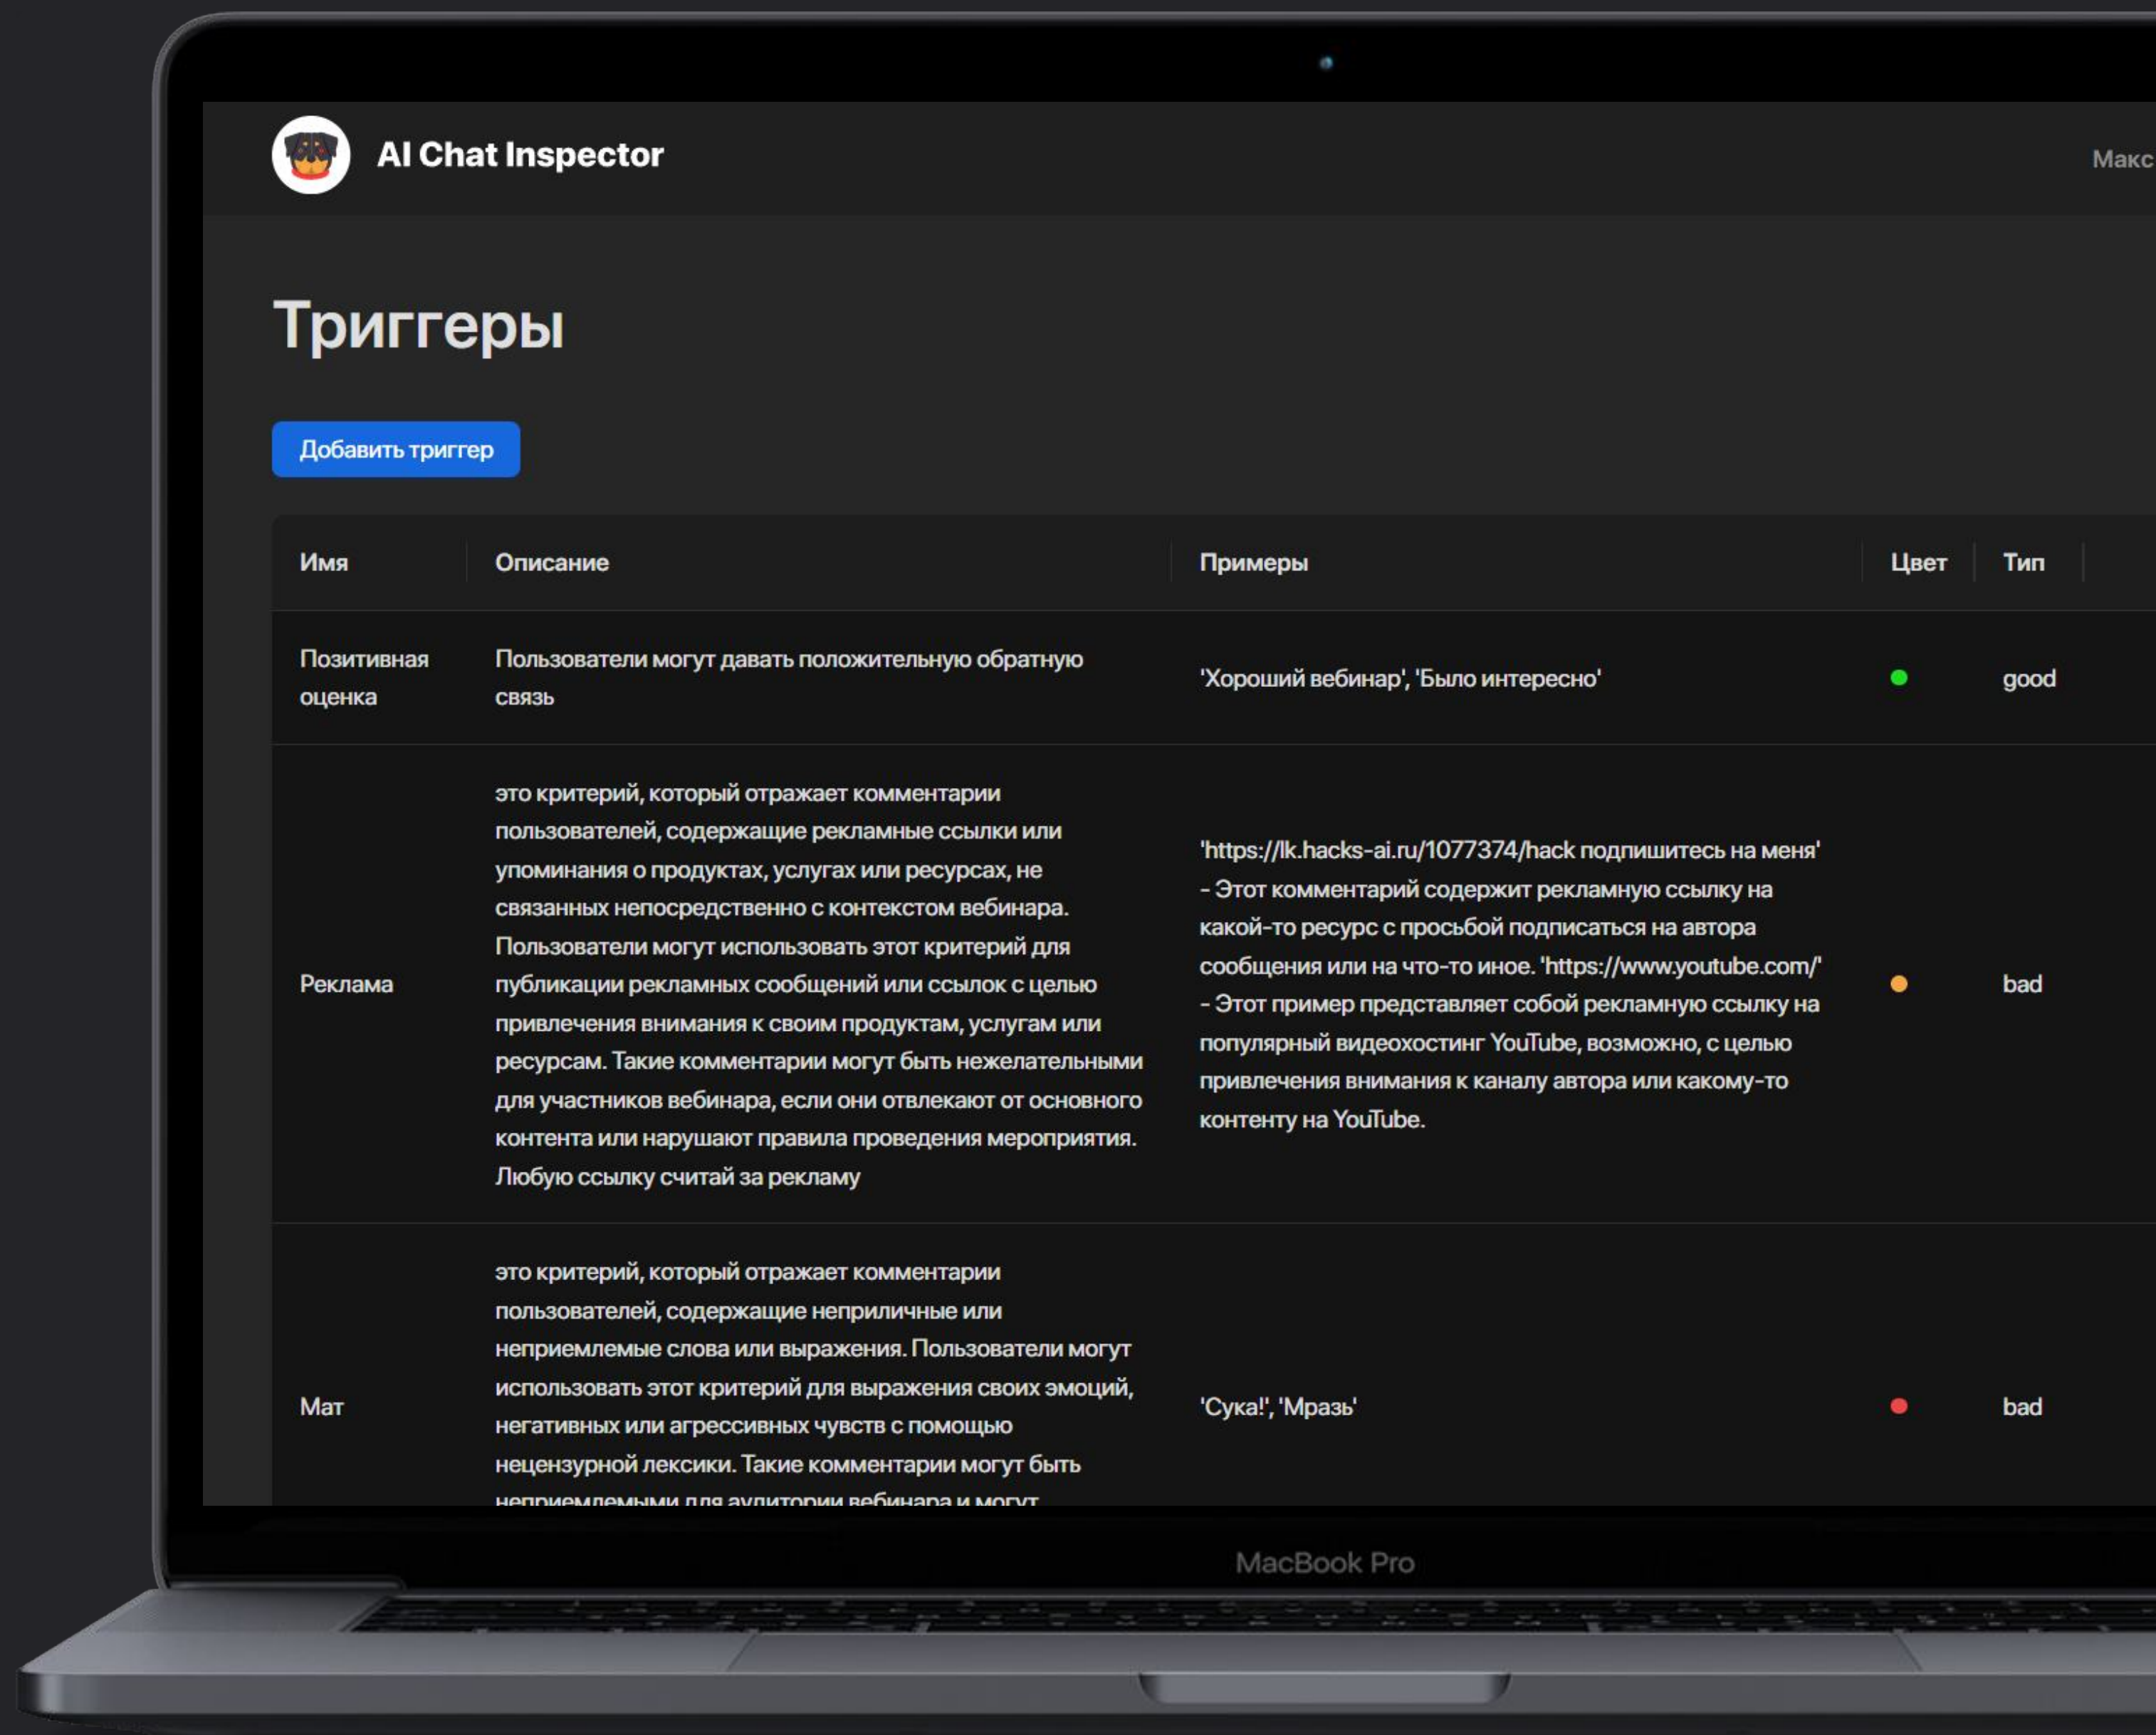 AI Chat Inspector
Макс
Триггеры
Добавить триггер
Имя Описание Примеры Цвет Тип
Позитивная
оценка
Пользователи могут давать положительную обратную
связь
'Хороший вебинар', 'Было интересно'
good
Реклама
это критерий, который отражает комментарии
пользователей, содержащие рекламные ссылки или
упоминания о продуктах, услугах или ресурсах, не
связанных непосредственно с контекстом вебинара.
Пользователи могут использовать этот критерий для
публикации рекламных сообщений или ссылок с целью
привлечения внимания к своим продуктам, услугам или
ресурсам. Такие комментарии могут быть нежелательными
для участников вебинара, если они отвлекают от основного
контента или нарушают правила проведения мероприятия.
Любую ссылку считай за рекламу
'https://lk.hacks-ai.ru/1077374/hack подпишитесь на меня'
- Этот комментарий содержит рекламную ссылку на
какой-то ресурс с просьбой подписаться на автора
сообщения или на что-то иное. 'https://www.youtube.com/'
- Этот пример представляет собой рекламную ссылку на
популярный видеохостинг YouTube, возможно, с целью
привлечения внимания к каналу автора или какому-то
контенту на YouTube.
bad
Мат
это критерий, который отражает комментарии
пользователей, содержащие неприличные или
неприемлемые слова или выражения. Пользователи могут
использовать этот критерий для выражения своих эмоций,
негативных или агрессивных чувств с помощью
нецензурной лексики. Такие комментарии могут быть
неприемлемыми для аудитории вебинара и могут
'Сука!', 'Мразь'
bad
MacBook Pro